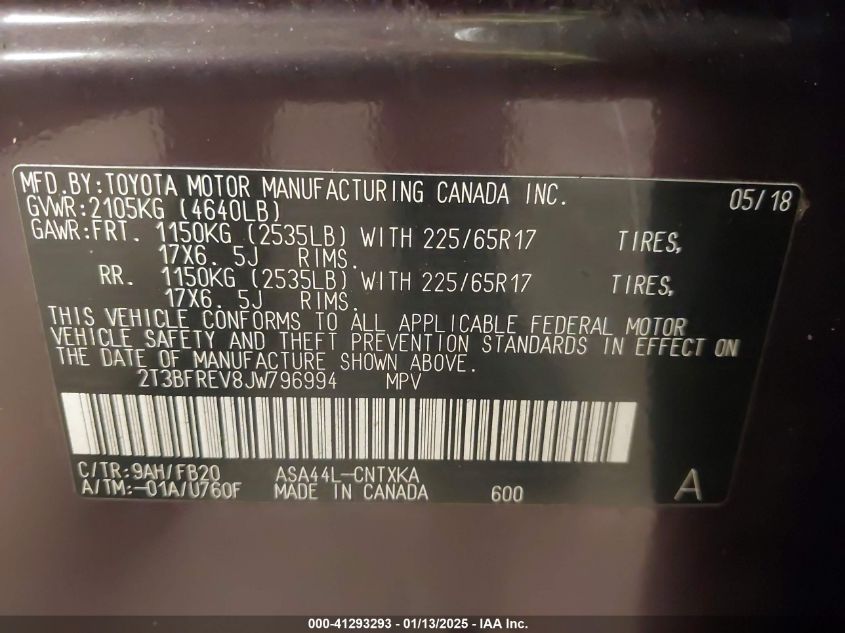 MFD.BY:TOYOTA MOTOR MANUFACTURING CANADA INC. 05/18
GVWR:2105KG (4640LB)
GAWR:FRT. 1150KG (2535LB) WITH 225/65R17 TIRES,
17X6. 5J RIMS.
RR. 1150KG (2535LB) WITH 225/65R17 TIRES,
17X6. 5J RIMS.
THIS VEHICLE CONFORMS TO ALL APPLICABLE FEDERAL MOTOR
VEHICLE SAFETY AND THEFT PREVENTION STANDARDS IN EFFECT ON
THE DATE OF MANUFACTURE SHOWN ABOVE.
2T3BFREV8JW796994 MPV
C/TR:9AH/FB20 ASA44L-CNTXKA
A/TM:-01A/U760F MADE IN CANADA 600 A
000-41293293 / 01/13/2025 - IAA Inc.